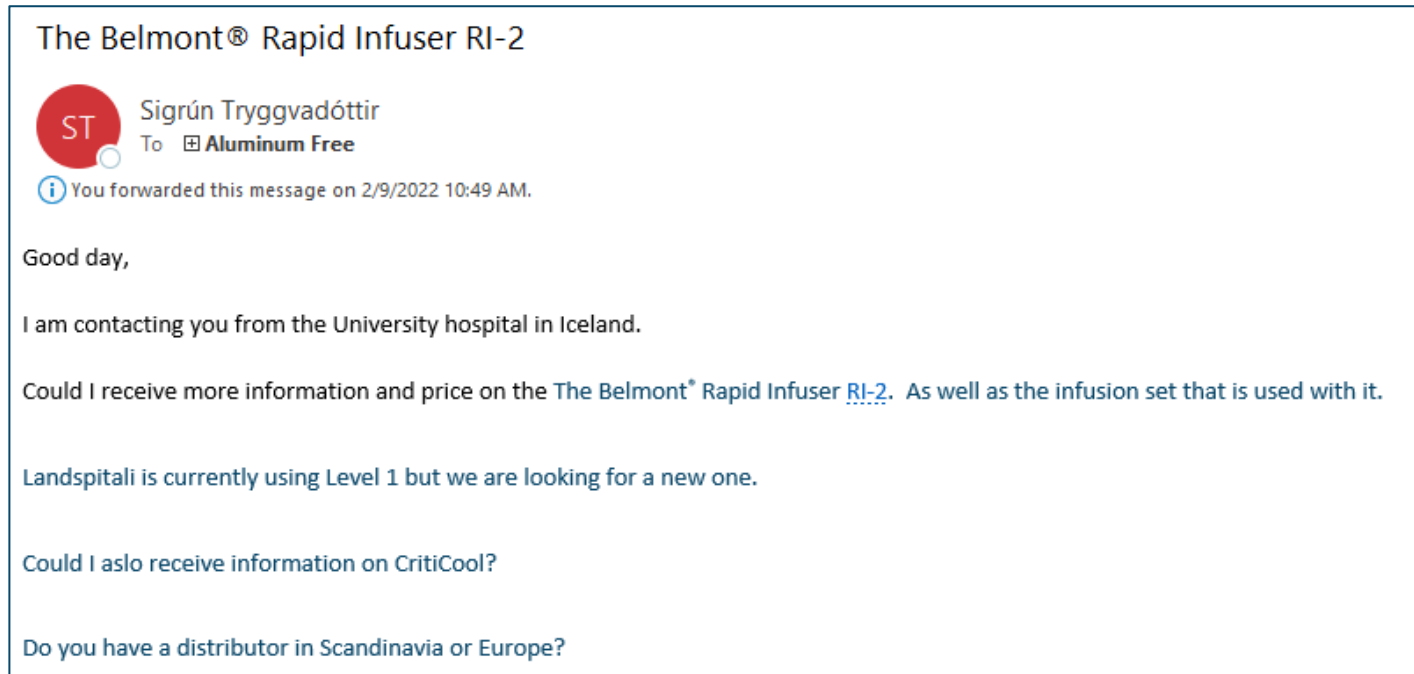 The Belmont® Rapid Infuser RI-2
ST
Sigrún Tryggvadóttir
To Aluminum Free
You forwarded this message on 2/9/2022 10:49 AM.
Good day,
I am contacting you from the University hospital in Iceland.
Could I receive more information and price on the The Belmont® Rapid Infuser RI-2. As well as the infusion set that is used with it.
Landspitali is currently using Level 1 but we are looking for a new one.
Could I aslo receive information on CritiCool?
Do you have a distributor in Scandinavia or Europe?